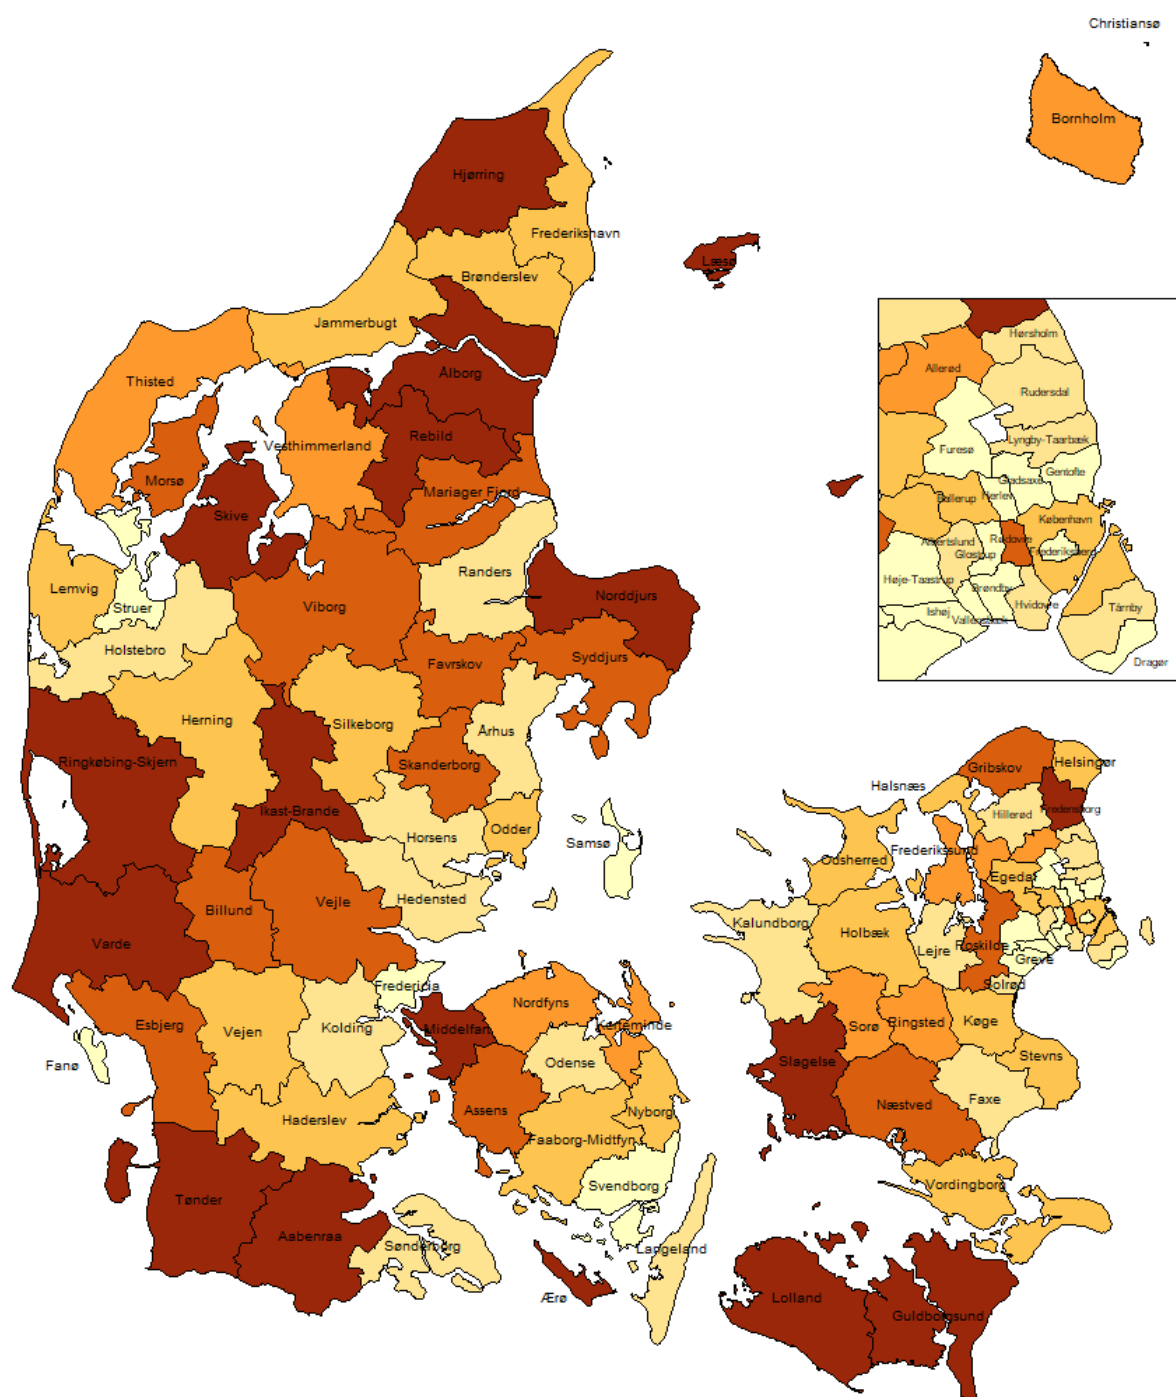 Christiansø
Bornholm
Hjørring
Frederikshavn
Læsø
Brønderslev
Jammerbugt
Ålborg
Thisted
Rebild
Vesthimmerland
Morsø
Mariager Fjord
Skive
Randers
Lemvig
Struer
Viborg
Norddjurs
Holstebro
Favrskov
Syddjurs
Herning
Silkeborg
Århus
Ringkøbing-Skjern
Skanderborg
Ikast-Brande
Horsens
Odder
Samsø
Hedensted
Billund
Vejle
Varde
Fredericia
Esbjerg
Vejen
Kolding
Fanø
Middelfart
Nordfyns
Kerteminde
Odense
Assens
Nyborg
Haderslev
Faaborg-Midtfyn
Svendborg
Tønder
Aabenraa
Sønderborg
Langeland
Ærø
Hørsholm
Allerød
Rudersdal
Lyngby-Taarbæk
Furesø
Gentofte
Gladsaxe
Herlev
Ballerup
København
Rødovre
Albertslund
Glostrup
Frederiksberg
Høje-Taastrup
Brøndby
Hvidovre
Ishøj
Vallensbæk
Tårnby
Dragør
Gribskov
Helsingør
Halsnæs
Hillerød
Fredensborg
Frederikssund
Odsherred
Egedal
Kalundborg
Holbæk
Lejre
Roskilde
Greve
Solrød
Sorø
Ringsted
Køge
Stevns
Slagelse
Næstved
Faxe
Vordingborg
Lolland
Guldborgsund